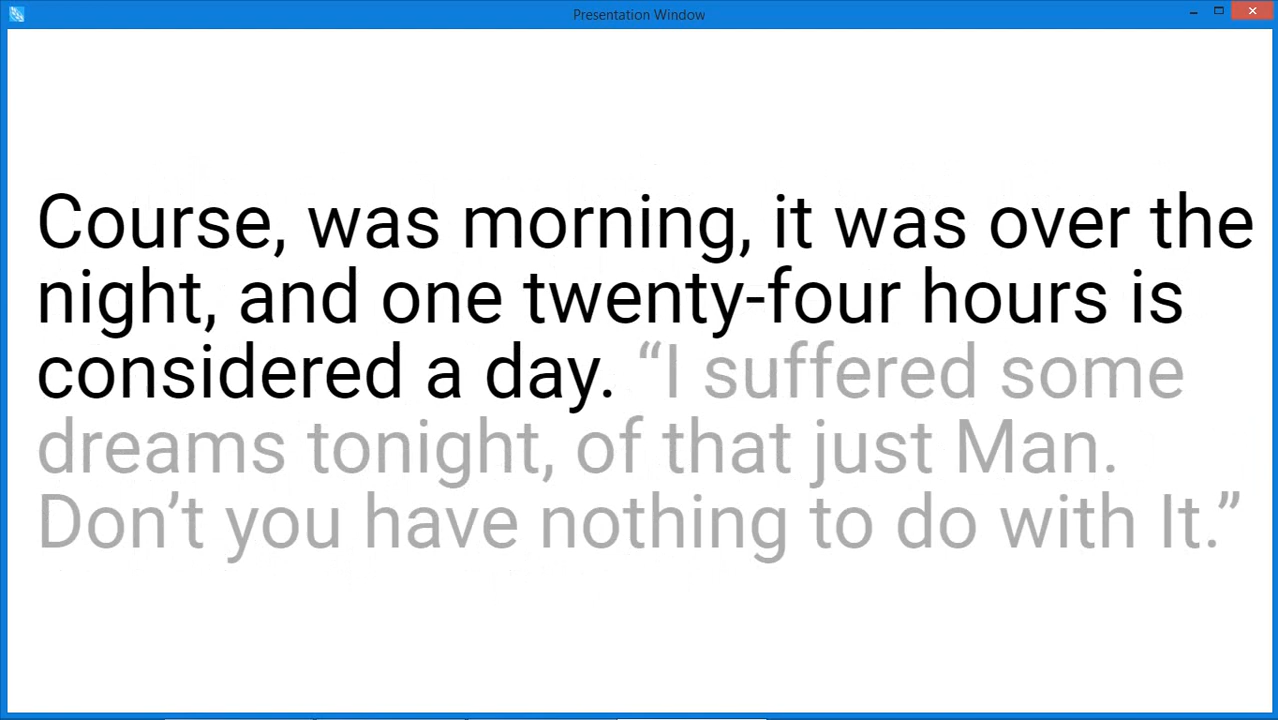 Presentation Window
Course, was morning, it was over the
night, and one twenty-four hours is
considered a day. “I suffered some
dreams tonight, of that just Man.
Don’t you have nothing to do with It.”